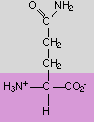 O NH₂
C
CH₂
CH₂
H₃N⁺ C CO₂⁻
H